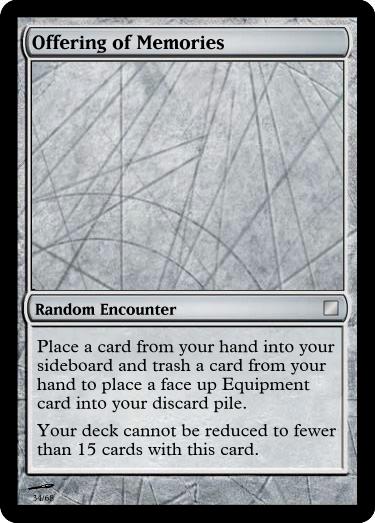 Offering of Memories
Random Encounter
Place a card from your hand into your
sideboard and trash a card from your
hand to place a face up Equipment
card into your discard pile.
Your deck cannot be reduced to fewer
than 15 cards with this card.
34/68